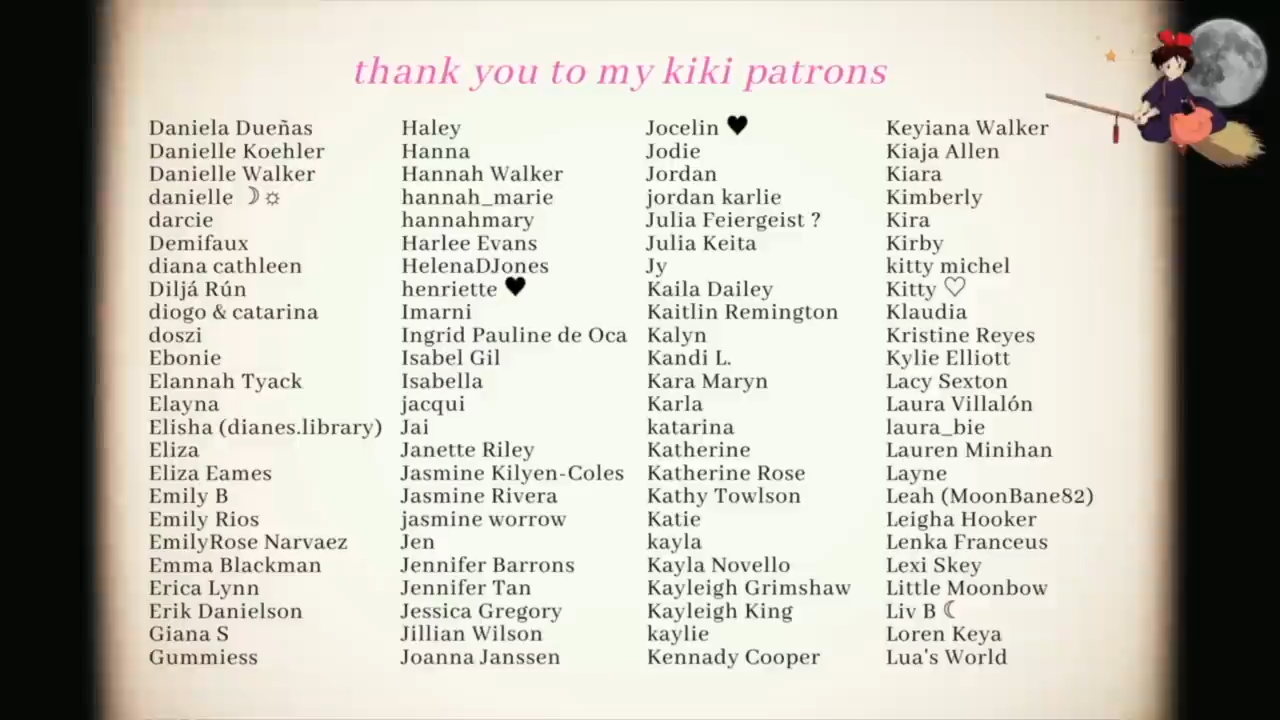 thank you to my kiki patrons
Daniela Dueñas
Danielle Koehler
Danielle Walker
danielle ☽☼
darcie
Demifaux
diana cathleen
Diljá Rún
diogo & catarina
doszi
Ebonie
Elannah Tyack
Elayna
Elisha (dianes.library)
Eliza
Eliza Eames
Emily B
Emily Rios
EmilyRose Narvaez
Emma Blackman
Erica Lynn
Erik Danielson
Giana S
Gummiess
Haley
Hanna
Hannah Walker
hannah_marie
hannahmary
Harlee Evans
HelenaDJones
henriette ♥
Imarni
Ingrid Pauline de Oca
Isabel Gil
Isabella
jacqui
Jai
Janette Riley
Jasmine Kilyen-Coles
Jasmine Rivera
jasmine worrow
Jen
Jennifer Barrons
Jennifer Tan
Jessica Gregory
Jillian Wilson
Joanna Janssen
Jocelin ♥
Jodie
Jordan
jordan karlie
Julia Feiergeist ?
Julia Keita
Jy
Kaila Dailey
Kaitlin Remington
Kalyn
Kandi L.
Kara Maryn
Karla
katarina
Katherine
Katherine Rose
Kathy Towlson
Katie
kayla
Kayla Novello
Kayleigh Grimshaw
Kayleigh King
kaylie
Kennady Cooper
Keyiana Walker
Kiaja Allen
Kiara
Kimberly
Kira
Kirby
kitty michel
Kitty ♡
Klaudia
Kristine Reyes
Kylie Elliott
Lacy Sexton
Laura Villalón
laura_bie
Lauren Minihan
Layne
Leah (MoonBane82)
Leigha Hooker
Lenka Franceus
Lexi Skey
Little Moonbow
Liv B ☾
Loren Keya
Lua's World